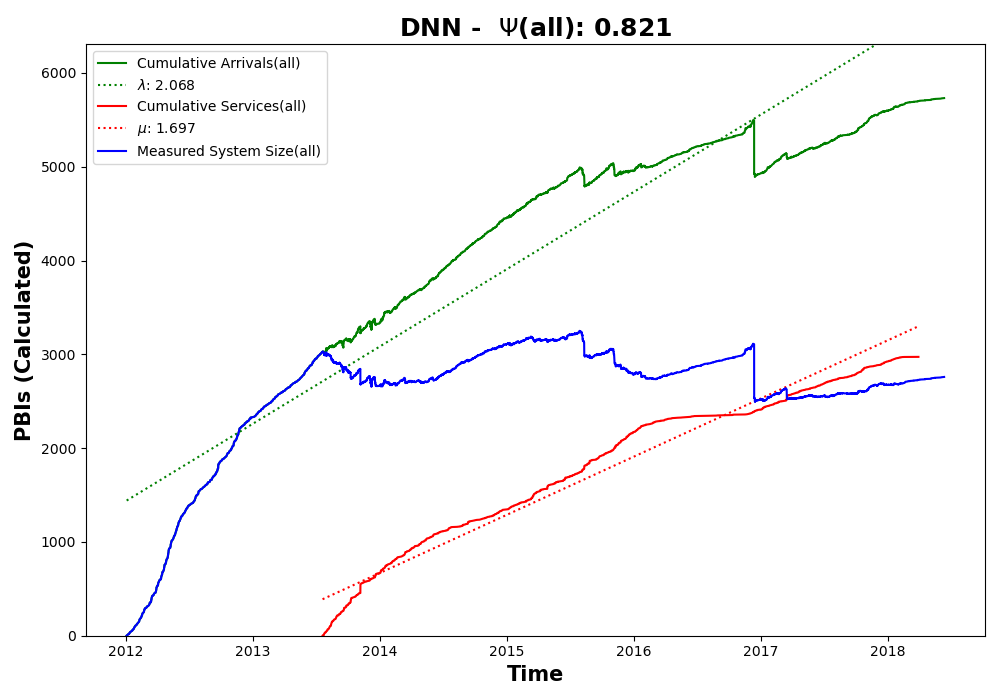 DNN - Ψ(all): 0.821
Cumulative Arrivals(all)
λ: 2.068
Cumulative Services(all)
μ: 1.697
Measured System Size(all)
PBIs (Calculated)
6000
5000
4000
3000
2000
1000
0
2012 2013 2014 2015 2016 2017 2018
Time